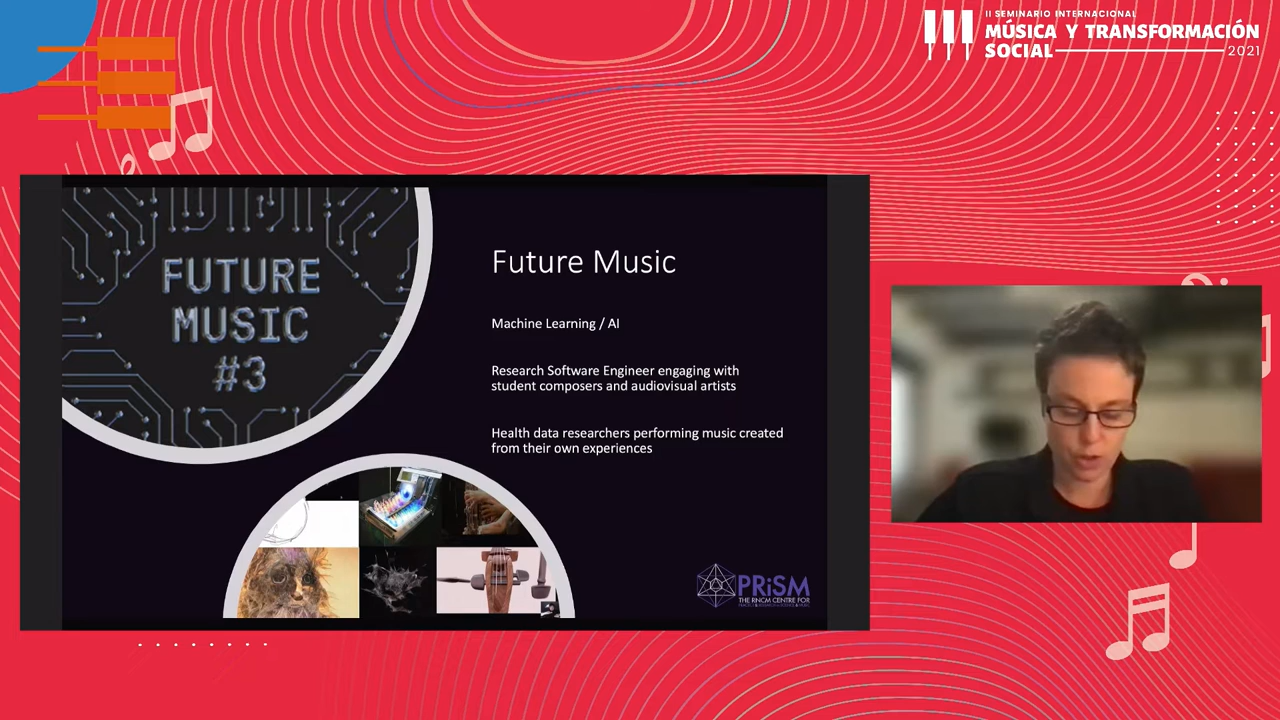 II SEMINARIO INTERNACIONAL
MÚSICA Y TRANSFORMACIÓN
SOCIAL
2021
FUTURE
MUSIC
#3
Future Music
Machine Learning / AI
Research Software Engineer engaging with
student composers and audiovisual artists
Health data researchers performing music created
from their own experiences
PRiSM
THE RNCM CENTRE FOR